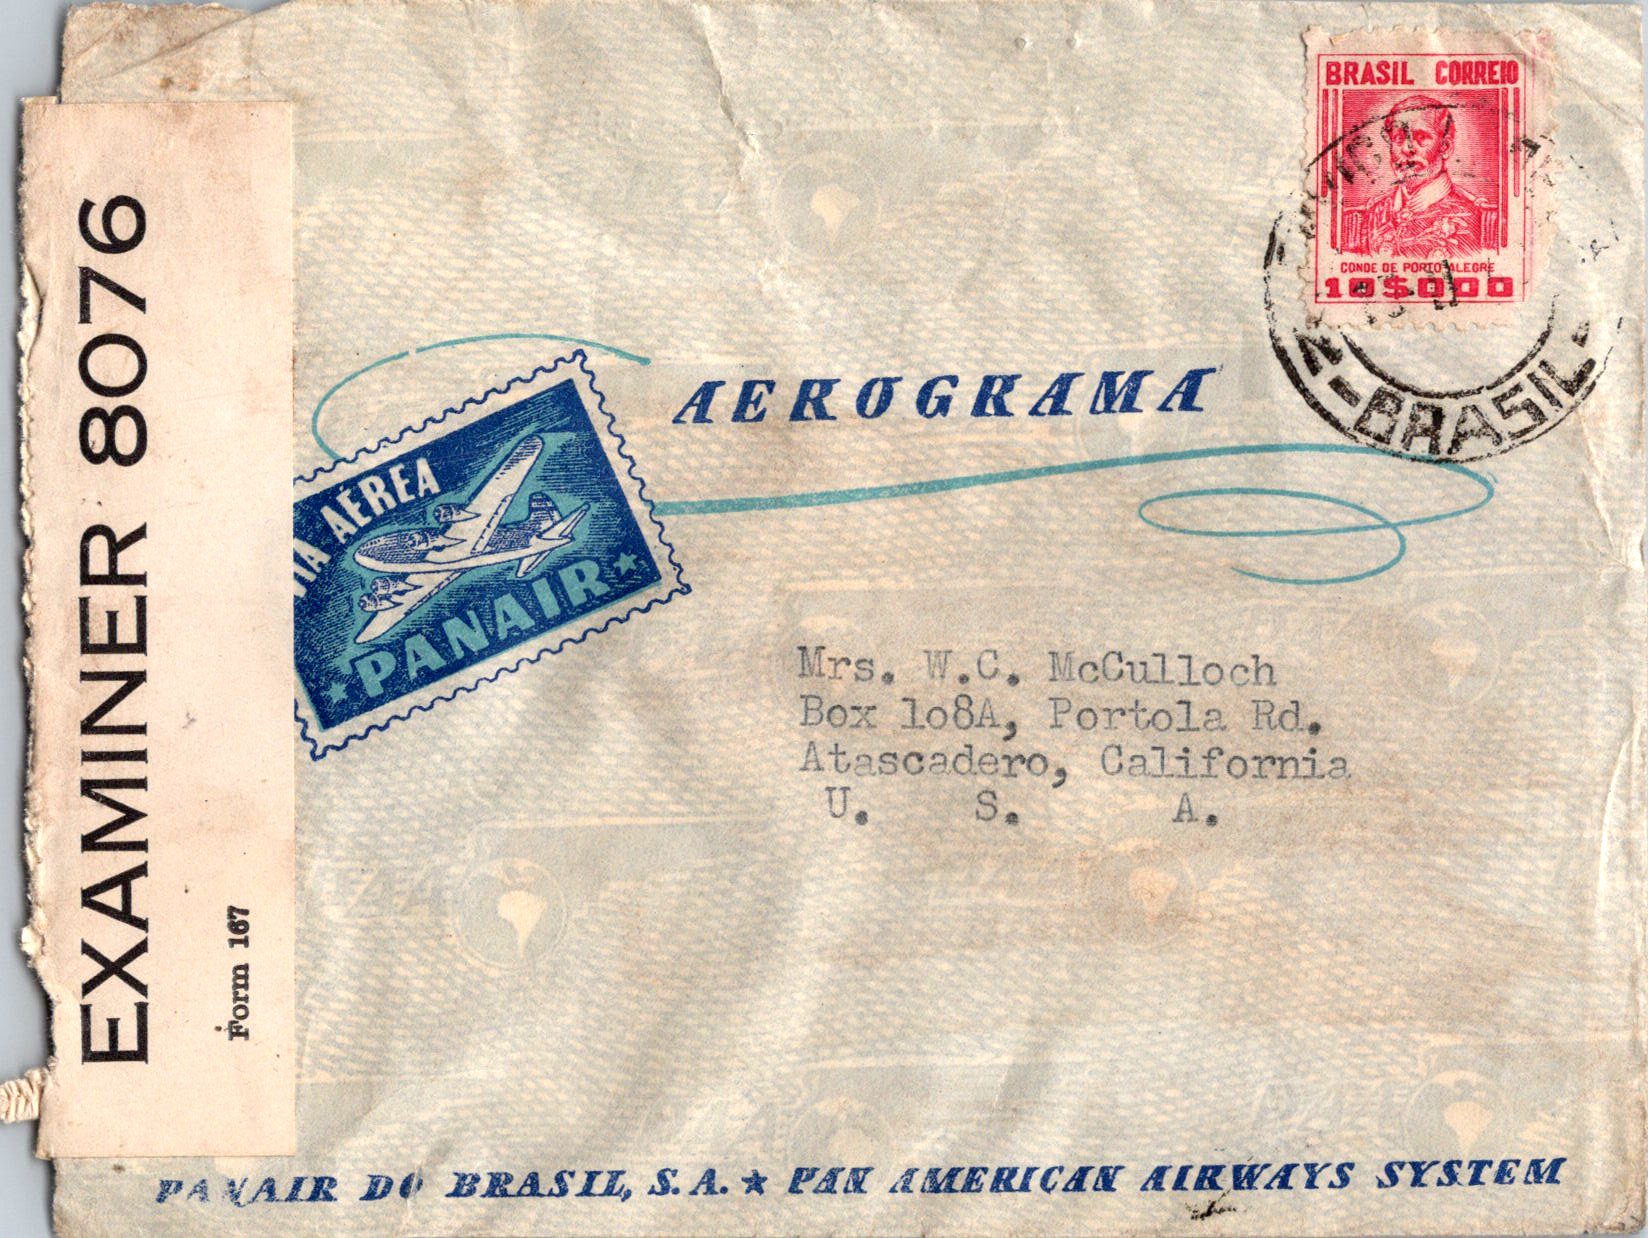 EXAMINER 8076
Form 167
BRASIL CORREIO
CONDE DE PORTO ALEGRE
10$000
BRASIL
AEROGRAMA
VIA AÉREA
PANAIR
Mrs. W.C. McCulloch
Box 1o8A, Portola Rd.
Atascadero, California
U. S. A.
PANAIR DO BRASIL, S.A. ★ PAN AMERICAN AIRWAYS SYSTEM